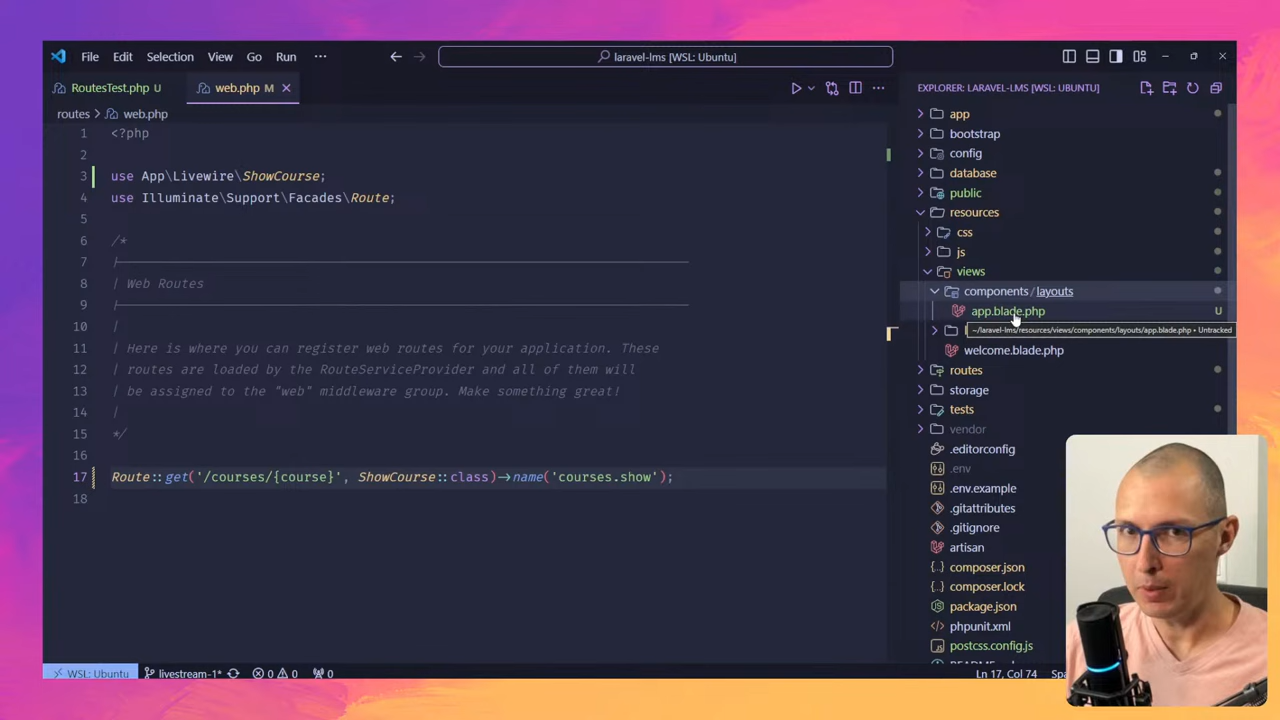 File Edit Selection View Go Run ···
laravel-lms [WSL: Ubuntu]
RoutesTest.php U
web.php M
EXPLORER: LARAVEL-LMS [WSL: UBUNTU]
routes > web.php
1 <?php
2
3 use App\Livewire\ShowCourse;
4 use Illuminate\Support\Facades\Route;
5
6 /*
7 |--------------------------------------------------------------------------
8 | Web Routes
9 |--------------------------------------------------------------------------
10 |
11 | Here is where you can register web routes for your application. These
12 | routes are loaded by the RouteServiceProvider and all of them will
13 | be assigned to the "web" middleware group. Make something great!
14 |
15 */
16
17 Route::get('/courses/{course}', ShowCourse::class)->name('courses.show');
18
app
bootstrap
config
database
public
resources
css
js
views
components / layouts
app.blade.php U
~/laravel-lms/resources/views/components/layouts/app.blade.php • Untracked
welcome.blade.php
routes
storage
tests
vendor
.editorconfig
.env
.env.example
.gitattributes
.gitignore
artisan
composer.json
composer.lock
package.json
phpunit.xml
postcss.config.js
WSL: Ubuntu livestream-1* 0 0 0 Ln 17, Col 74